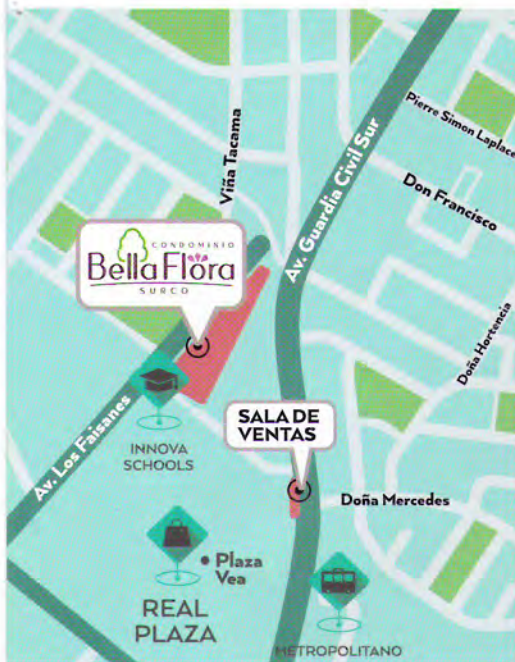 Viña Tacama
Av. Guardia Civil Sur
Pierre Simon Laplace
Don Francisco
CONDOMINIO
Bella Flora
SURCO
Doña Hortencia
Av. Los Faisanes
INNOVA
SCHOOLS
SALA DE
VENTAS
Doña Mercedes
Plaza
Vea
REAL
PLAZA
METROPOLITANO